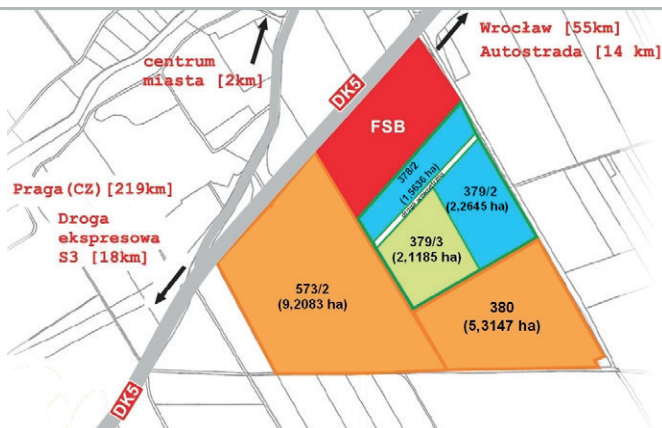 Wrocław [55km]
Autostrada [14 km]
centrum
miasta [2km]
DK5
FSB
378/2
(1,5636 ha)
379/2
(2,2645 ha)
Praga (CZ) [219km]
Droga
ekspresowa
S3 [18km]
379/3
(2,1185 ha)
573/2
(9,2083 ha)
380
(5,3147 ha)
DK5